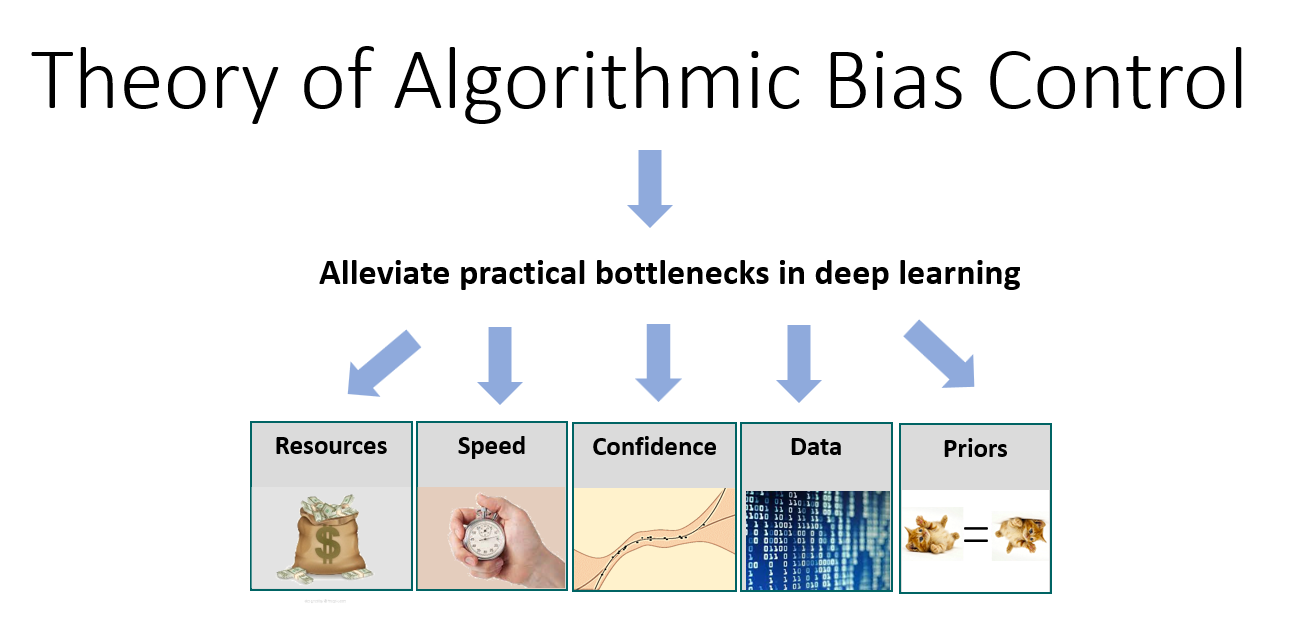 Theory of Algorithmic Bias Control
Alleviate practical bottlenecks in deep learning
Resources
Speed
Confidence
Data
Priors
$
=